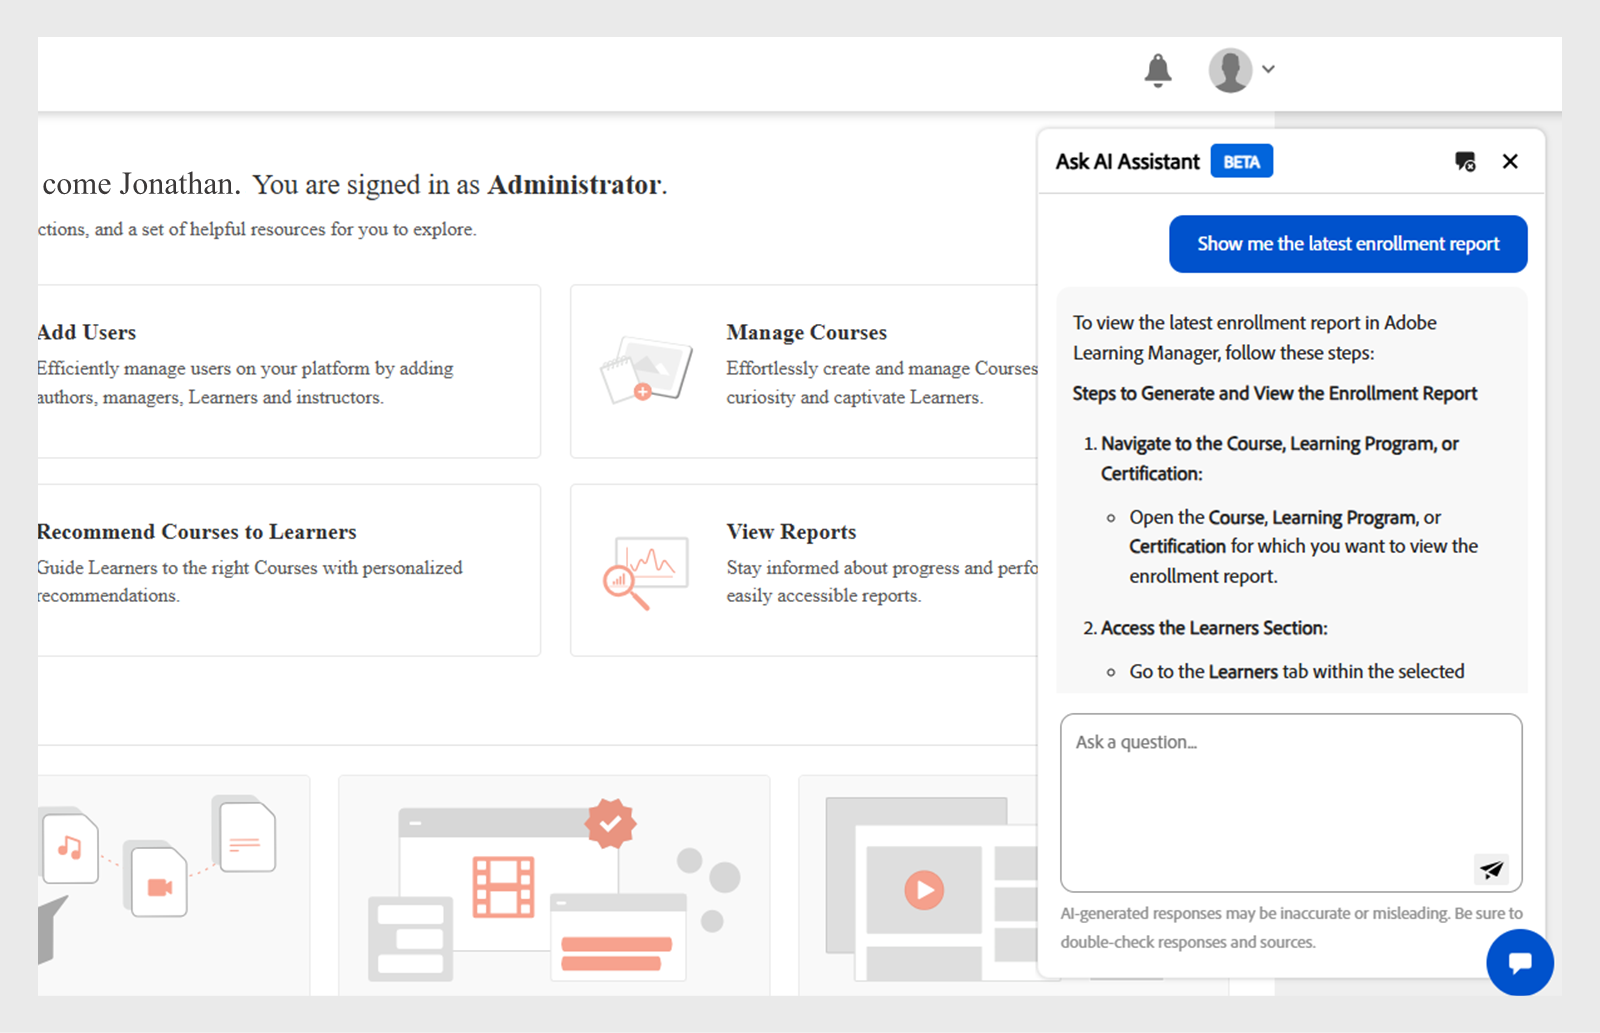 come Jonathan. You are signed in as Administrator.
ctions, and a set of helpful resources for you to explore.
Add Users
Efficiently manage users on your platform by adding
authors, managers, Learners and instructors.
Manage Courses
Effortlessly create and manage Courses
curiosity and captivate Learners.
Recommend Courses to Learners
Guide Learners to the right Courses with personalized
recommendations.
View Reports
Stay informed about progress and perfo
easily accessible reports.
Ask AI Assistant BETA
Show me the latest enrollment report
To view the latest enrollment report in Adobe
Learning Manager, follow these steps:
Steps to Generate and View the Enrollment Report
1. Navigate to the Course, Learning Program, or
Certification:
Open the Course, Learning Program, or
Certification for which you want to view the
enrollment report.
2. Access the Learners Section:
Go to the Learners tab within the selected
Ask a question...
AI-generated responses may be inaccurate or misleading. Be sure to
double-check responses and sources.